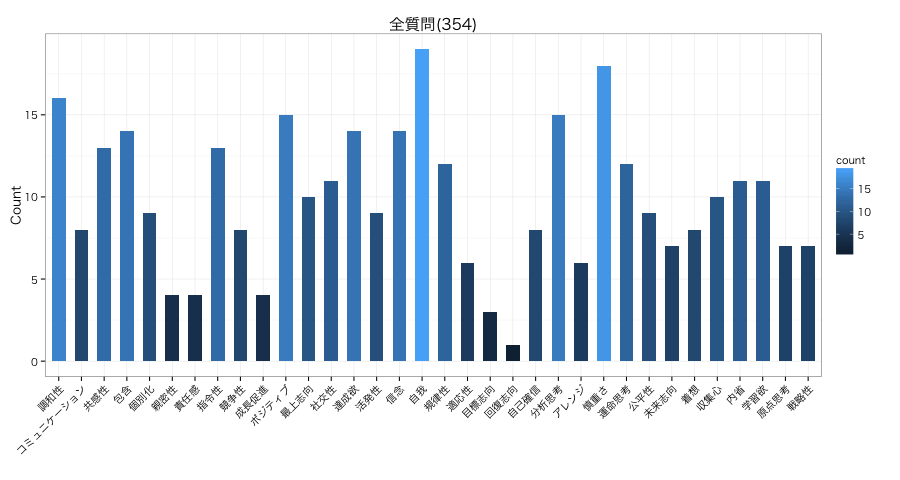 全質問(354)
Count
15
10
5
0
調和性
コミュニケーション
共感性
包含
個別化
親密性
責任感
指令性
競争性
成長促進
ポジティブ
最上志向
社交性
達成欲
活発性
信念
自我
規律性
適応性
目標志向
回復志向
自己確信
分析思考
アレンジ
慎重さ
運命思考
公平性
未来志向
着想
収集心
内省
学習欲
原点思考
戦略性
count
15
10
5